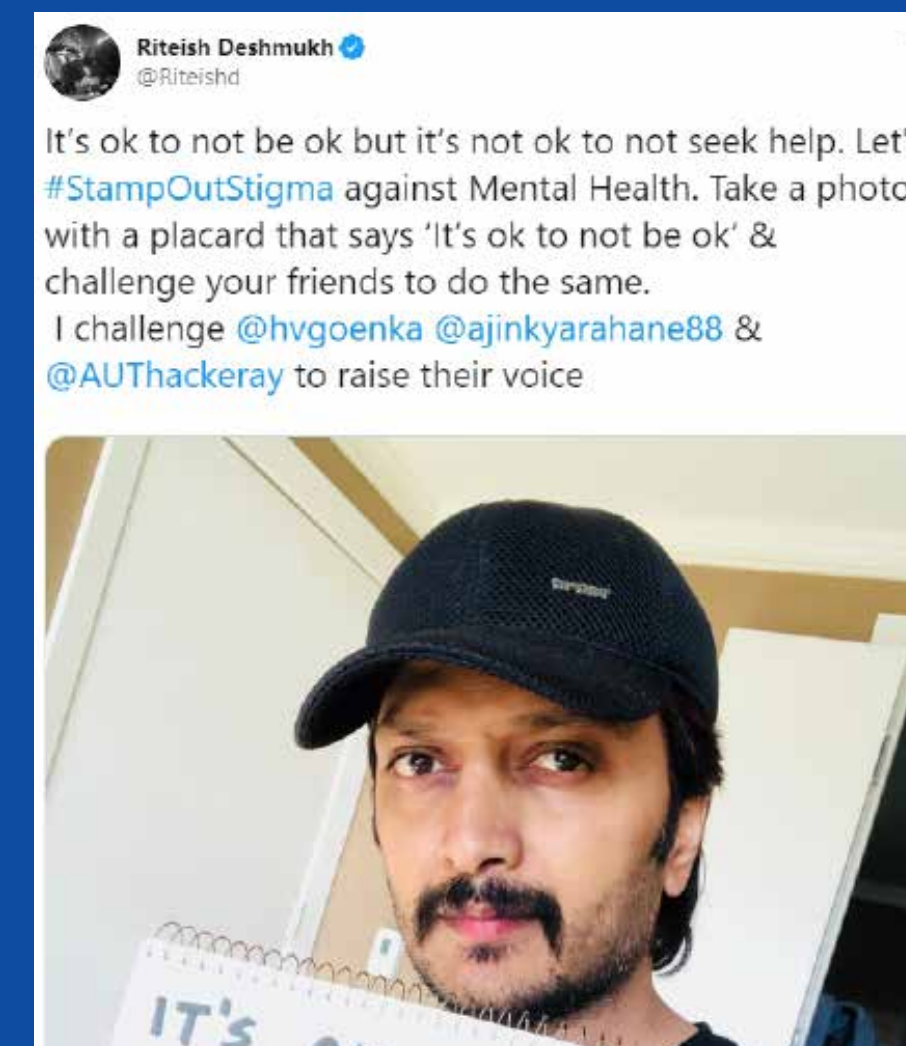 Riteish Deshmukh
@Riteishd
It's ok to not be ok but it's not ok to not seek help. Let'
#StampOutStigma against Mental Health. Take a photo
with a placard that says ‘It's ok to not be ok’ &
challenge your friends to do the same.
I challenge @hvgoenka @ajinkyarahane88 &
@AUThackeray to raise their voice
IT'S